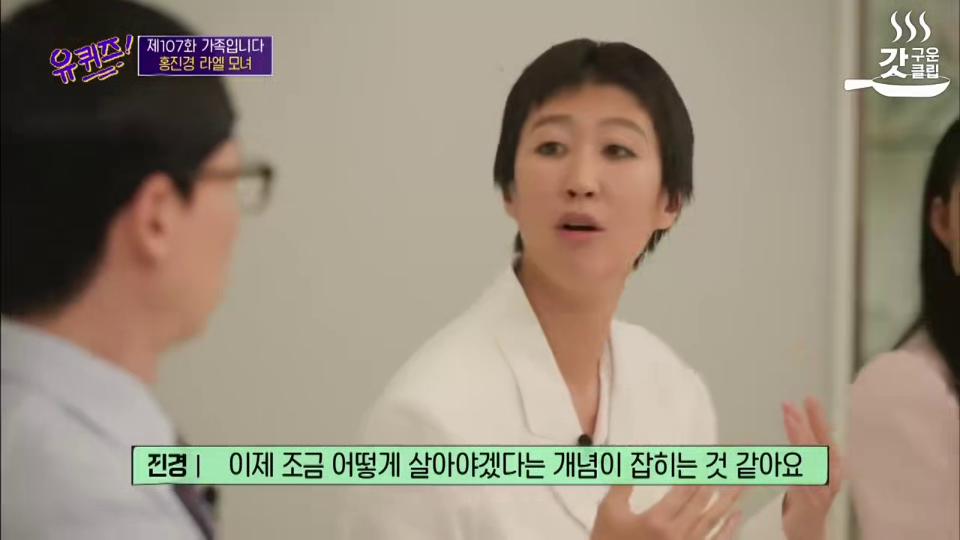 유퀴즈!
제107화 가족입니다
홍진경 라엘 모녀
갓구운
클립
진경 | 이제 조금 어떻게 살아야겠다는 개념이 잡히는 것 같아요